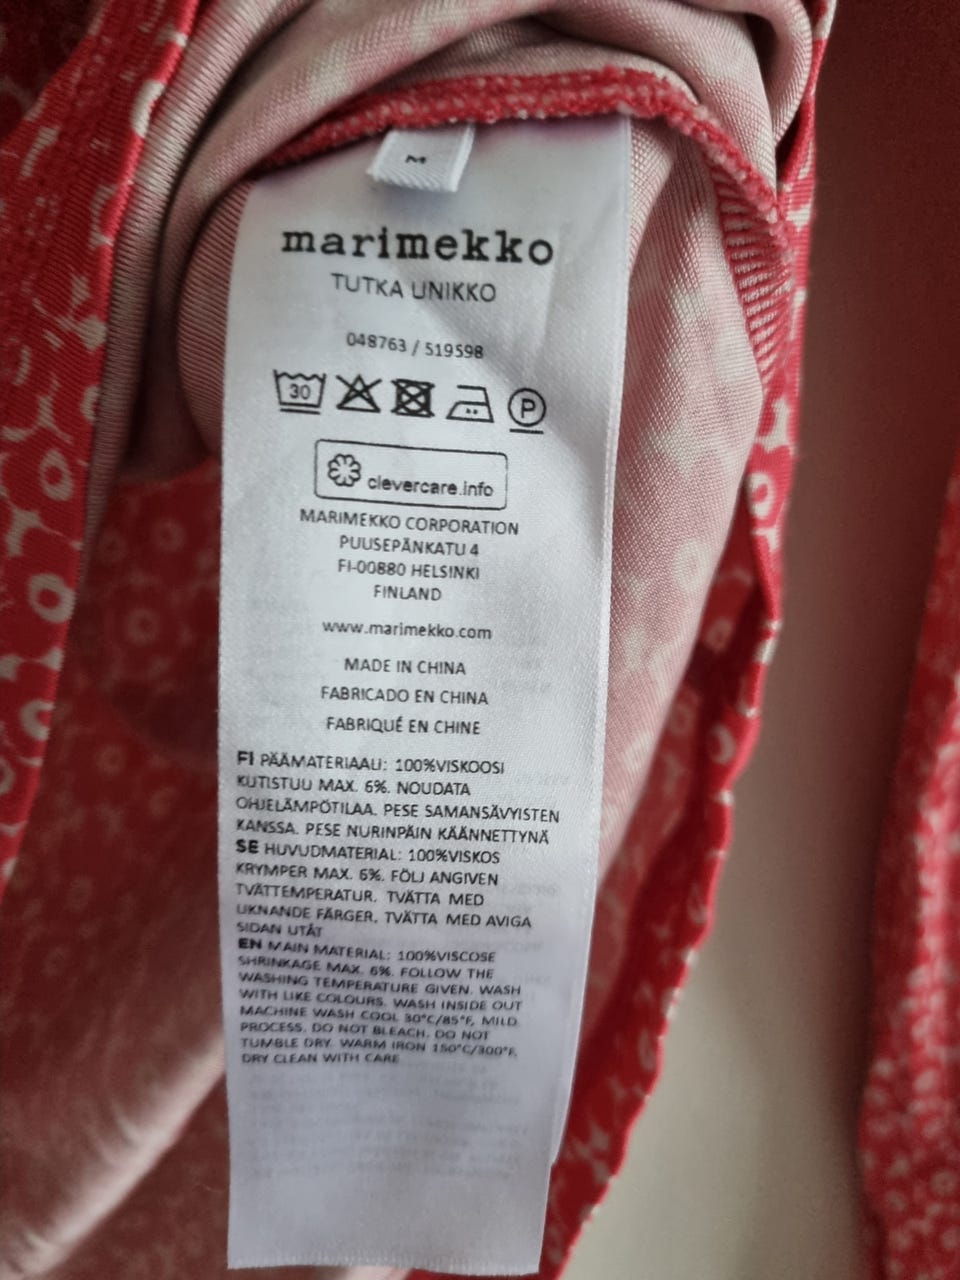 M
marimekko
TUTKA UNIKKO
048763 / 519598
30
P
clevercare.info
MARIMEKKO CORPORATION
PUUSEPÄNKATU 4
FI-00880 HELSINKI
FINLAND
www.marimekko.com
MADE IN CHINA
FABRICADO EN CHINA
FABRIQUÉ EN CHINE
FI PÄÄMATERIAALI: 100%VISKOOSI
KUTISTUU MAX. 6%. NOUDATA
OHJELÄMPÖTILAA. PESE SAMANSÄVYISTEN
KANSSA. PESE NURINPÄIN KÄÄNNETTYNÄ
SE HUVUDMATERIAL: 100%VISKOS
KRYMPER MAX. 6%. FÖLJ ANGIVEN
TVÄTTEMPERATUR. TVÄTTA MED
LIKNANDE FÄRGER. TVÄTTA MED AVIGA
SIDAN UTÅT
EN MAIN MATERIAL: 100%VISCOSE
SHRINKAGE MAX. 6%. FOLLOW THE
WASHING TEMPERATURE GIVEN. WASH
WITH LIKE COLOURS. WASH INSIDE OUT
MACHINE WASH COOL 30°C/85°F, MILD
PROCESS. DO NOT BLEACH. DO NOT
TUMBLE DRY. WARM IRON 150°C/300°F.
DRY CLEAN WITH CARE